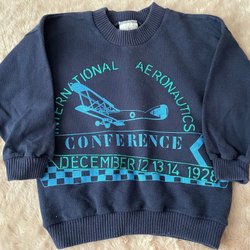 INTERNATIONAL AERONAUTICS
CONFERENCE
DECEMBER 12 13 14 1928